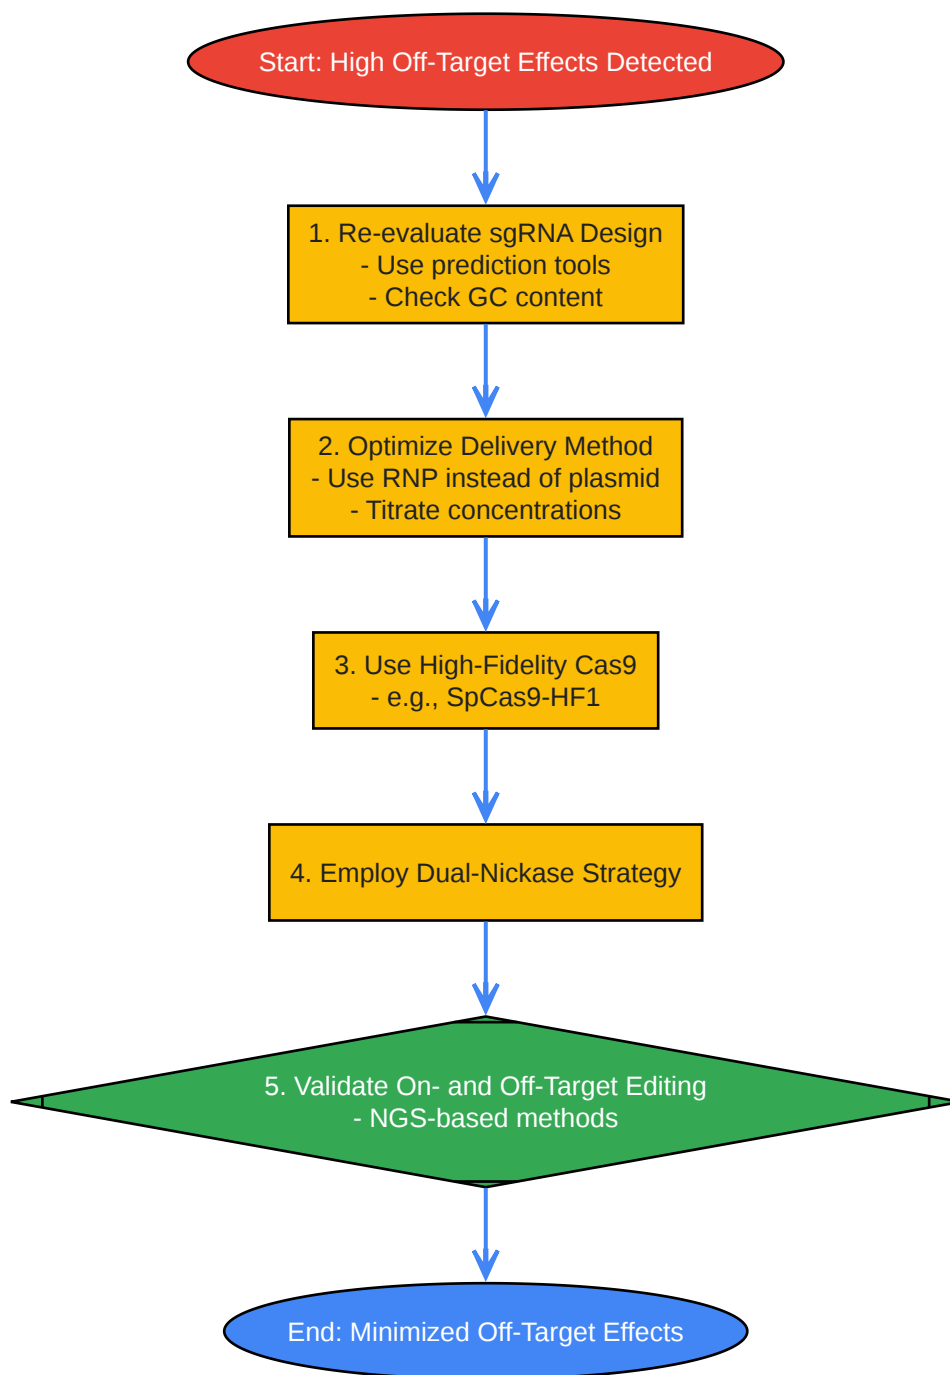 Start: High Off-Target Effects Detected
1. Re-evaluate sgRNA Design
- Use prediction tools
- Check GC content
2. Optimize Delivery Method
- Use RNP instead of plasmid
- Titrate concentrations
3. Use High-Fidelity Cas9
- e.g., SpCas9-HF1
4. Employ Dual-Nickase Strategy
5. Validate On- and Off-Target Editing
- NGS-based methods
End: Minimized Off-Target Effects